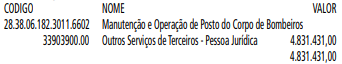 CODIGO NOME VALOR
28.38.06.182.3011.6602 Manutenção e Operação de Posto do Corpo de Bombeiros
33903900.00 Outros Serviços de Terceiros - Pessoa Jurídica 4.831.431,00
4.831.431,00